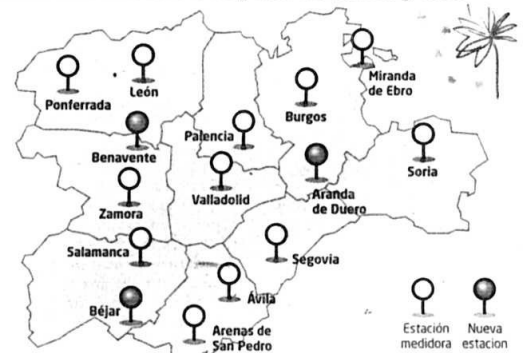 Miranda
de Ebro
León
Ponferrada
Burgos
Palencia
Benavente
Soria
Aranda
de Duero
Valladolid
Zamora
Salamanca
Segovia
Ávila
Béjar
Arenas de
San Pedro
Estación
medidora
Nueva
estacion